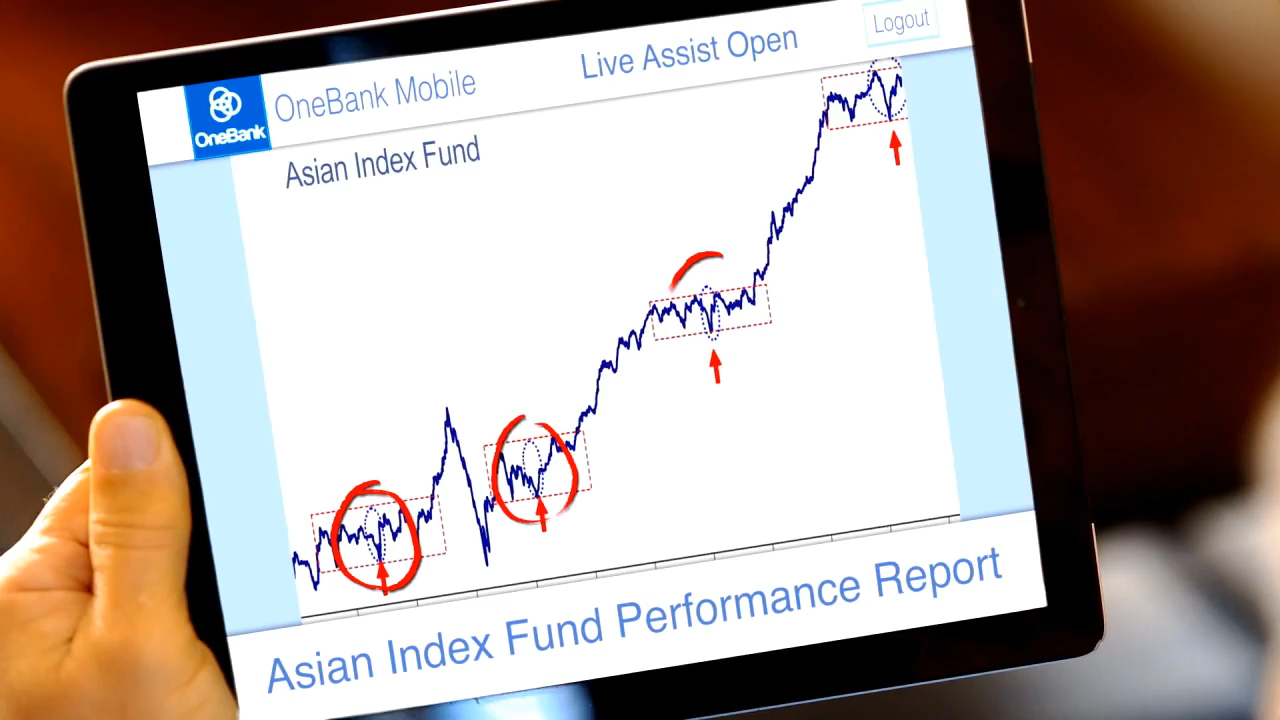 OneBank
OneBank Mobile
Live Assist Open
Logout
Asian Index Fund
Asian Index Fund Performance Report